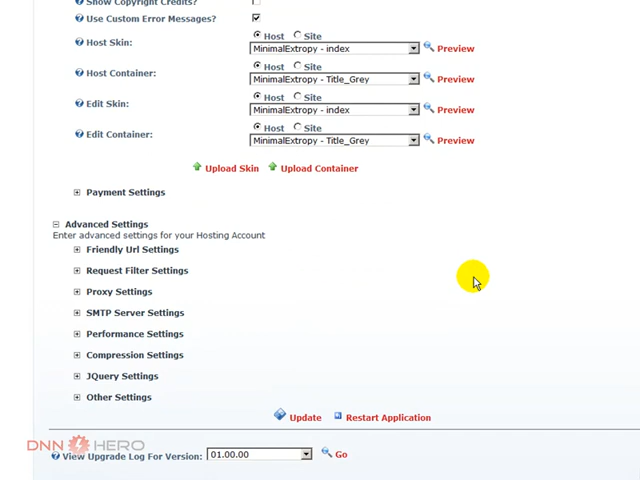 Show Copyright Credits?
Use Custom Error Messages?
Host Site
Host Skin: MinimalExtropy - index Preview
Host Site
Host Container: MinimalExtropy - Title_Grey Preview
Host Site
Edit Skin: MinimalExtropy - index Preview
Host Site
Edit Container: MinimalExtropy - Title_Grey Preview
Upload Skin Upload Container
Payment Settings
Advanced Settings
Enter advanced settings for your Hosting Account
Friendly Url Settings
Request Filter Settings
Proxy Settings
SMTP Server Settings
Performance Settings
Compression Settings
JQuery Settings
Other Settings
Update Restart Application
DNN HERO
View Upgrade Log For Version: 01.00.00 Go